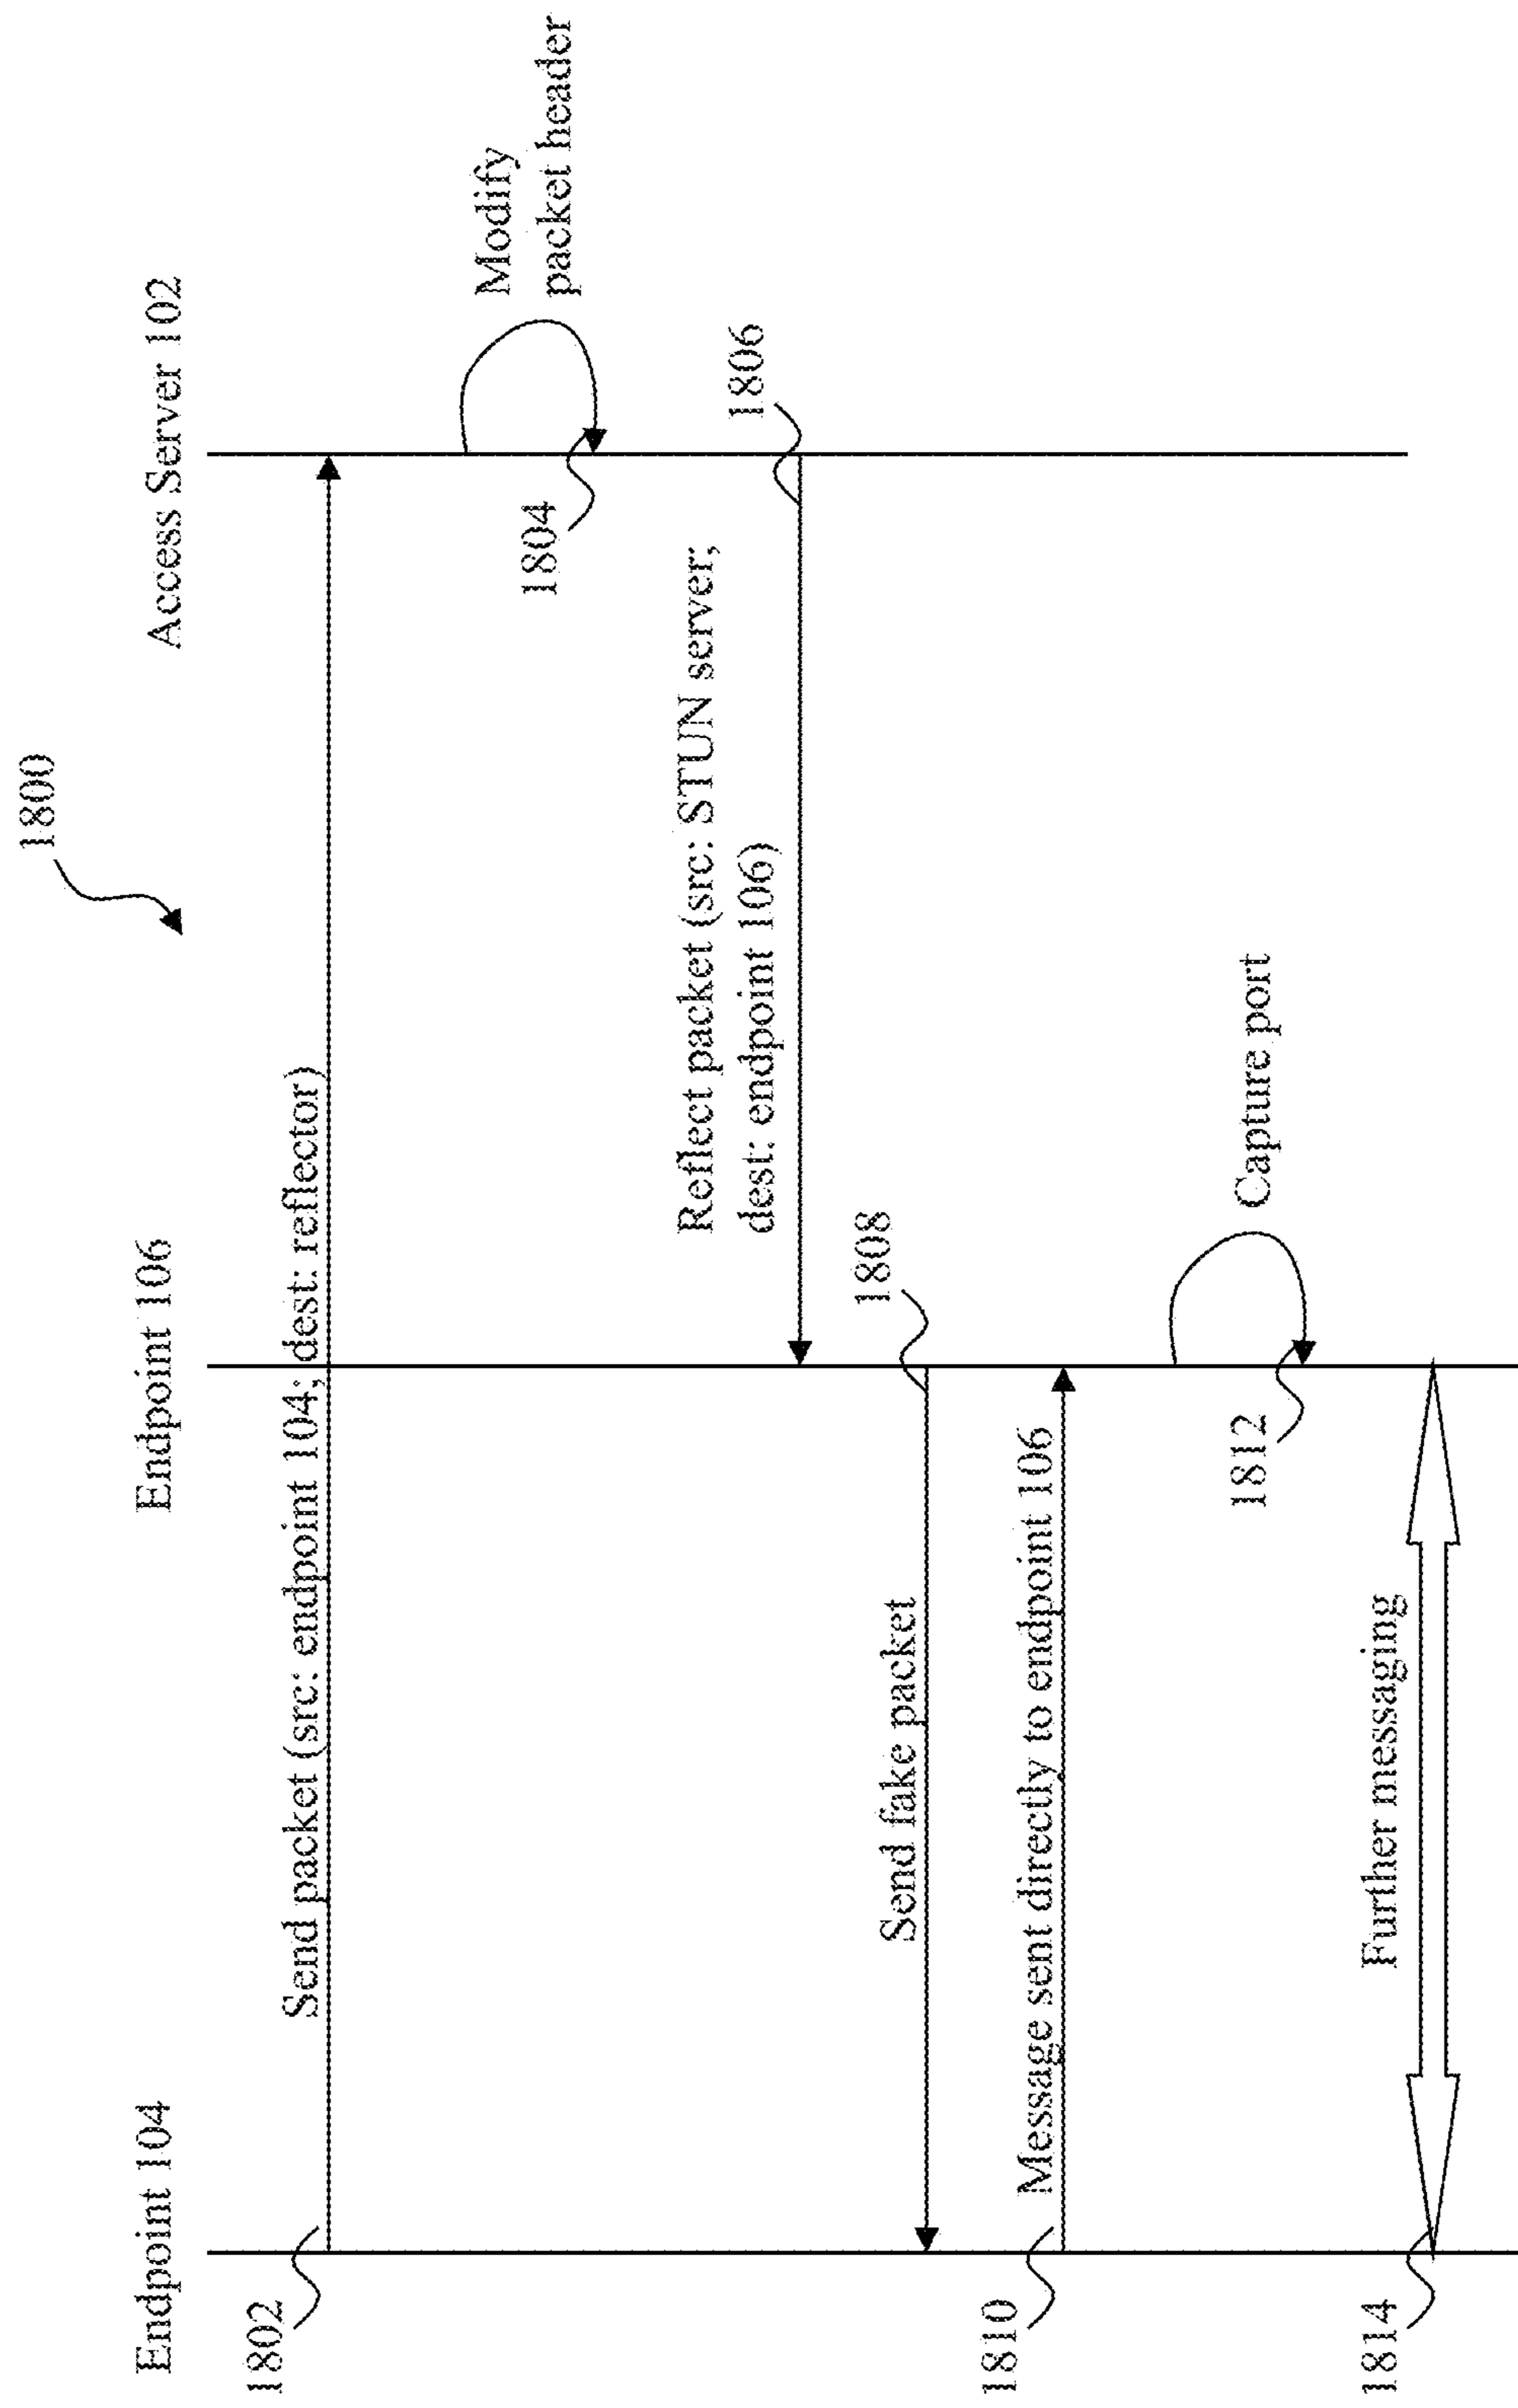 1800
Endpoint 104
Endpoint 106
Access Server 102
1802
Send packet (src: endpoint 104; dest: reflector)
Modify
packet header
1804
Reflect packet (src: STUN server;
dest: endpoint 106)
1806
1808
Send fake packet
1810
Message sent directly to endpoint 106
Capture port
1812
Further messaging
1814